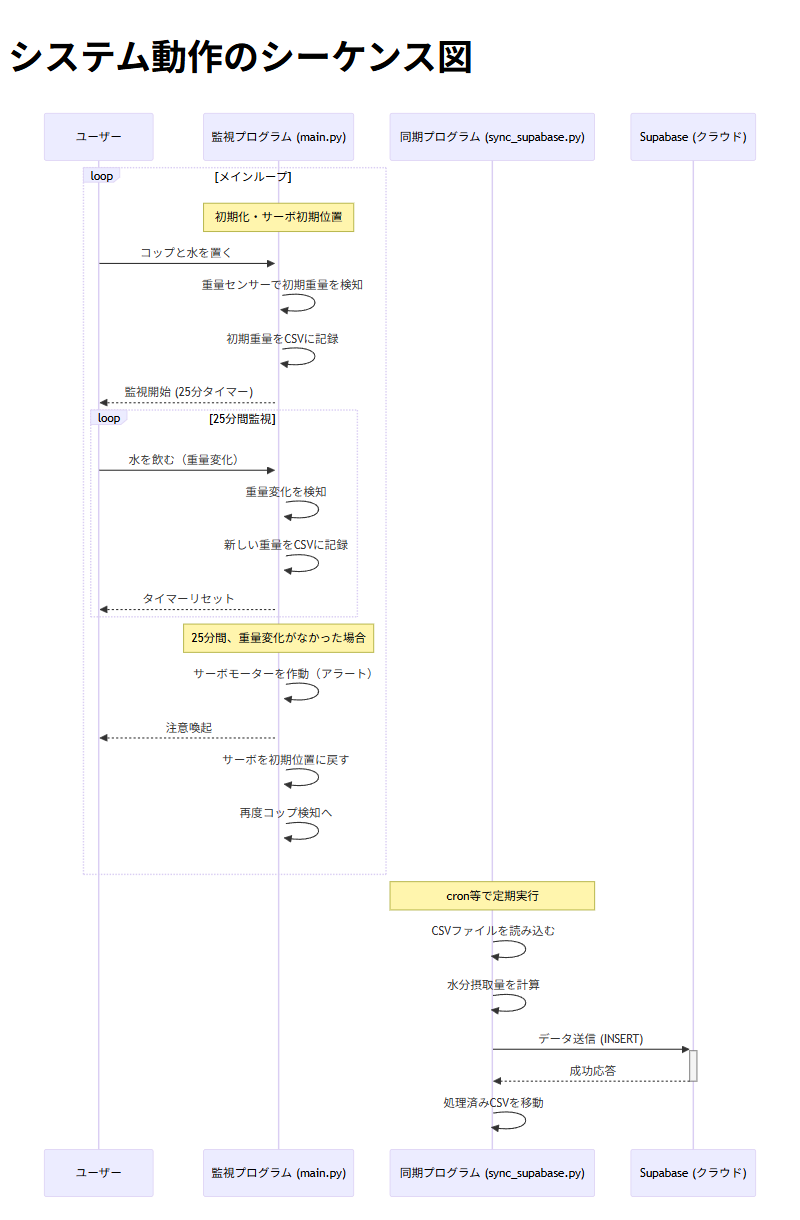 システム動作のシーケンス図
ユーザー
監視プログラム (main.py)
同期プログラム (sync_supabase.py)
Supabase (クラウド)
loop
[メインループ]
初期化・サーボ初期位置
コップと水を置く
重量センサーで初期重量を検知
初期重量をCSVに記録
監視開始 (25分タイマー)
loop
[25分間監視]
水を飲む（重量変化）
重量変化を検知
新しい重量をCSVに記録
タイマーリセット
25分間、重量変化がなかった場合
サーボモーターを作動（アラート）
注意喚起
サーボを初期位置に戻す
再度コップ検知へ
cron等で定期実行
CSVファイルを読み込む
水分摂取量を計算
データ送信 (INSERT)
成功応答
処理済みCSVを移動
ユーザー
監視プログラム (main.py)
同期プログラム (sync_supabase.py)
Supabase (クラウド)